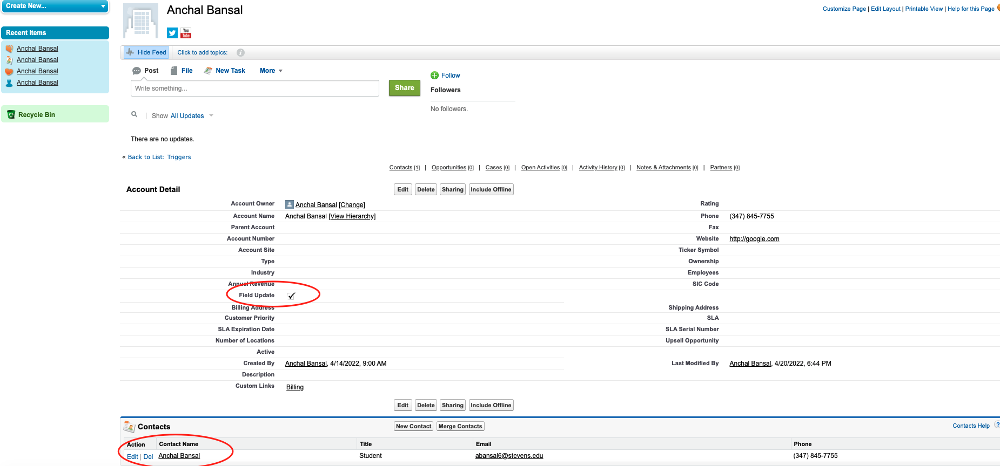 Create New...
Anchal Bansal
Customize Page | Edit Layout | Printable View | Help for this Page
Recent Items
Anchal Bansal
Anchal Bansal
Anchal Bansal
Anchal Bansal
Recycle Bin
You Tube
Hide Feed
Click to add topics:
Post File New Task More
Write something...
Share
Follow
Followers
No followers.
Show All Updates
There are no updates.
« Back to List: Triggers
Contacts [1] | Opportunities [0] | Cases [0] | Open Activities [0] | Activity History [0] | Notes & Attachments [0] | Partners [0]
Account Detail
Edit Delete Sharing Include Offline
Account Owner Anchal Bansal [Change] Rating
Account Name Anchal Bansal [View Hierarchy] Phone (347) 845-7755
Parent Account Fax
Account Number Website http://google.com
Account Site Ticker Symbol
Type Ownership
Industry Employees
Annual Revenue SIC Code
Field Update ✓
Billing Address Shipping Address
Customer Priority SLA
SLA Expiration Date SLA Serial Number
Number of Locations Upsell Opportunity
Active
Created By Anchal Bansal, 4/14/2022, 9:00 AM Last Modified By Anchal Bansal, 4/20/2022, 6:44 PM
Description
Custom Links Billing
Edit Delete Sharing Include Offline
Contacts New Contact Merge Contacts Contacts Help ?
Action Contact Name Title Email Phone
Edit | Del Anchal Bansal Student abansal6@stevens.edu (347) 845-7755